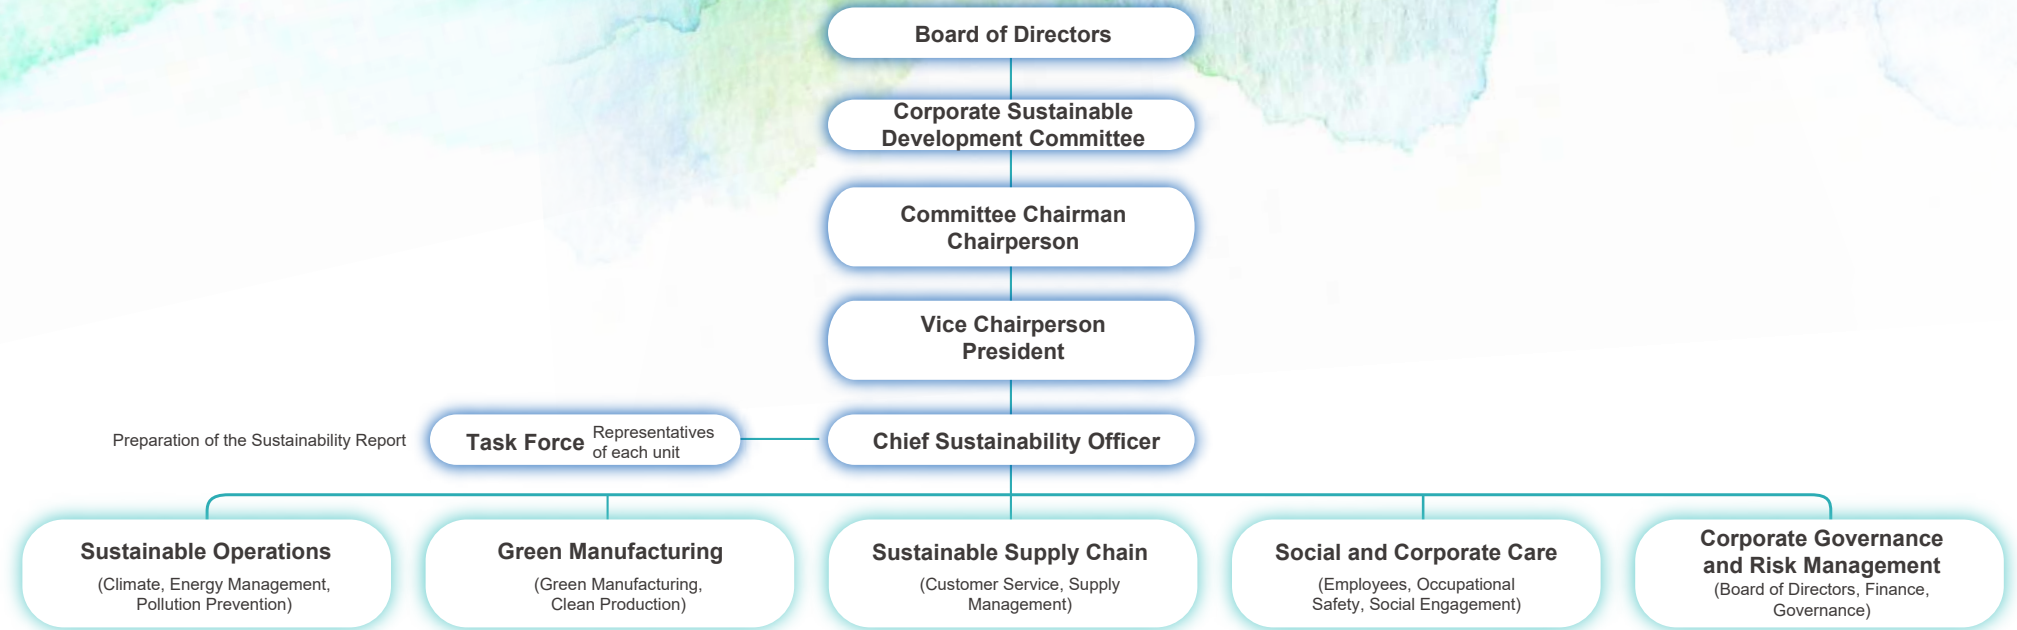 Board of Directors
Corporate Sustainable
Development Committee
Committee Chairman
Chairperson
Vice Chairperson
President
Preparation of the Sustainability Report
Task Force
Representatives
of each unit
Chief Sustainability Officer
Sustainable Operations
(Climate, Energy Management,
Pollution Prevention)
Green Manufacturing
(Green Manufacturing,
Clean Production)
Sustainable Supply Chain
(Customer Service, Supply
Management)
Social and Corporate Care
(Employees, Occupational
Safety, Social Engagement)
Corporate Governance
and Risk Management
(Board of Directors, Finance,
Governance)